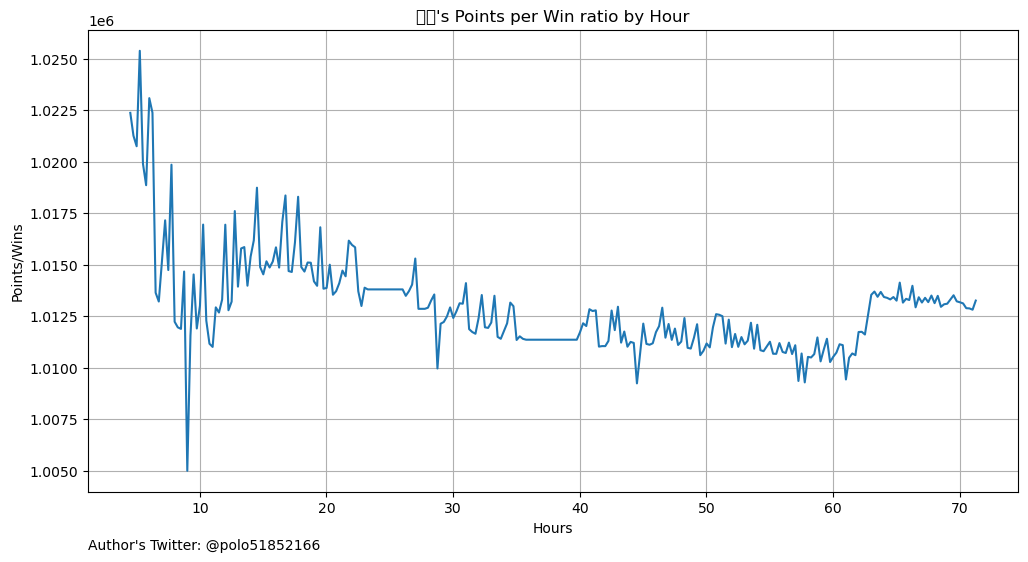 1e6
's Points per Win ratio by Hour
1.0250
1.0225
1.0200
1.0175
1.0150
1.0125
1.0100
1.0075
1.0050
Points/Wins
10 20 30 40 50 60 70
Hours
Author's Twitter: @polo51852166